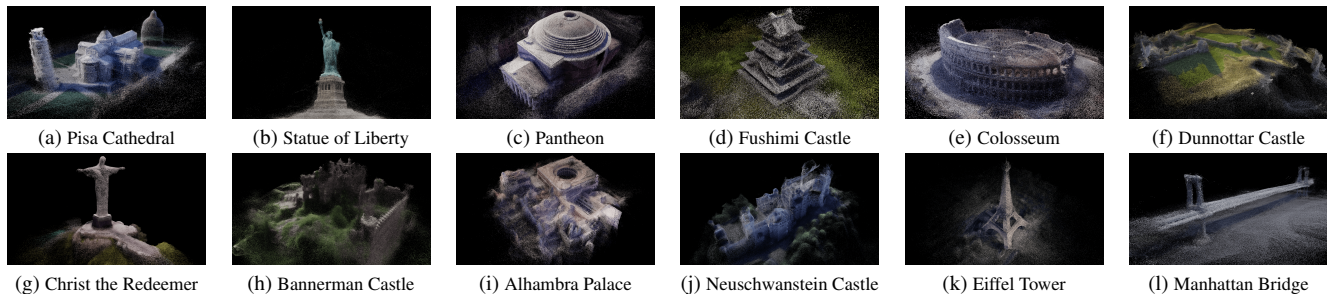 (a) Pisa Cathedral (b) Statue of Liberty (c) Pantheon (d) Fushimi Castle (e) Colosseum (f) Dunnottar Castle
(g) Christ the Redeemer (h) Bannerman Castle (i) Alhambra Palace (j) Neuschwanstein Castle (k) Eiffel Tower (l) Manhattan Bridge